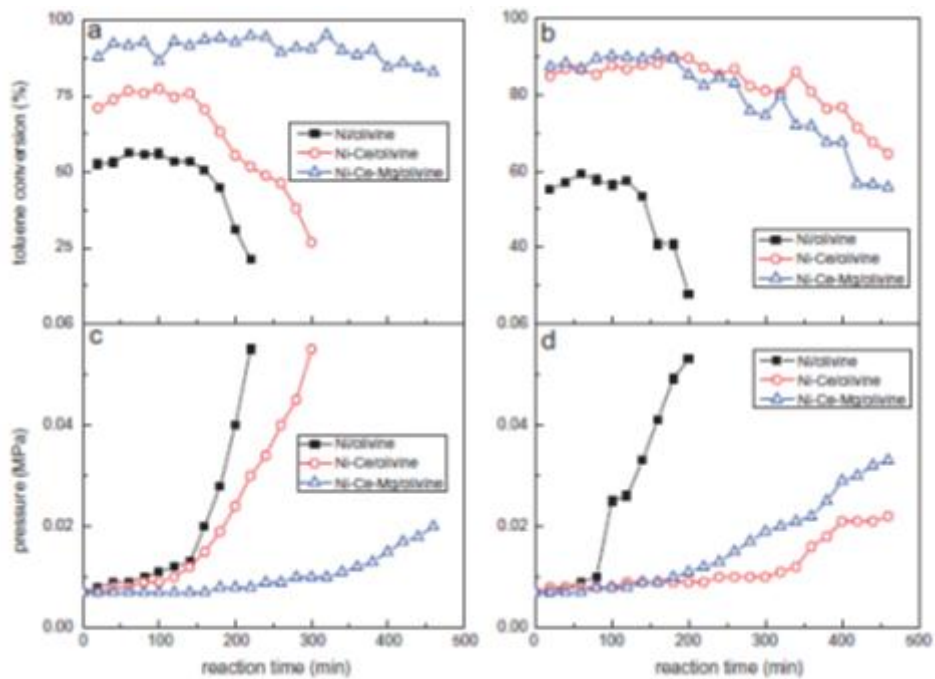 a
b
100
75
50
25
0.06
toluene conversion (%)
Ni/olivine
Ni-Ce/olivine
Ni-Ce-Mg/olivine
100
80
60
40
0.06
Ni/olivine
Ni-Ce/olivine
Ni-Ce-Mg/olivine
c
d
0.04
0.02
0.00
pressure (MPa)
Ni/olivine
Ni-Ce/olivine
Ni-Ce-Mg/olivine
0.04
0.02
0.00
Ni/olivine
Ni-Ce/olivine
Ni-Ce-Mg/olivine
0 100 200 300 400 500
0 100 200 300 400 500
reaction time (min)
reaction time (min)